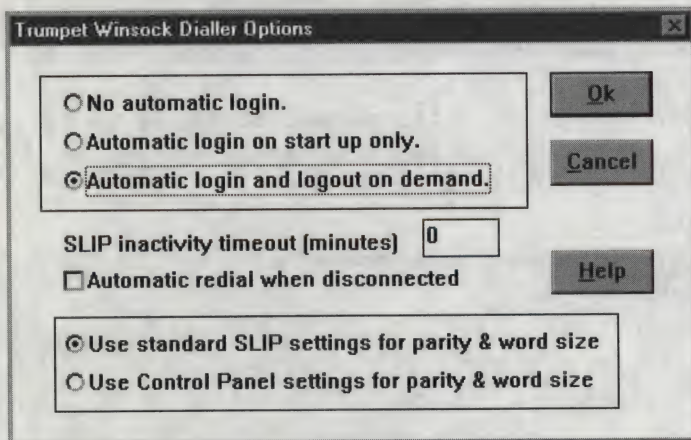 Trumpet Winsock Dialler Options
No automatic login.
Automatic login on start up only.
Automatic login and logout on demand.
Ok
Cancel
SLIP inactivity timeout (minutes) 0
Automatic redial when disconnected
Help
Use standard SLIP settings for parity & word size
Use Control Panel settings for parity & word size